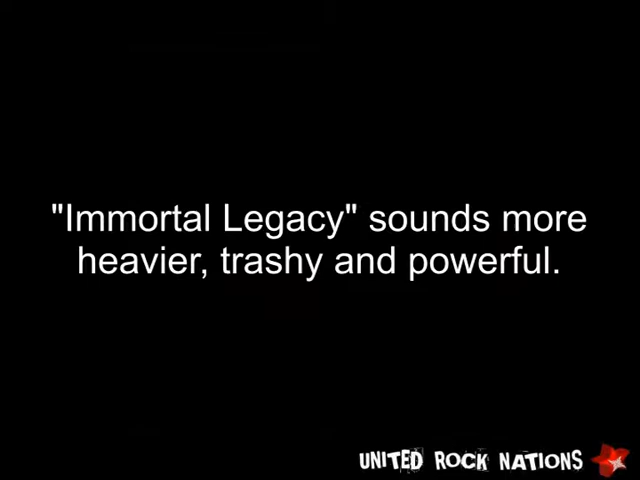 "Immortal Legacy" sounds more
heavier, trashy and powerful.
UNITED ROCK NATIONS